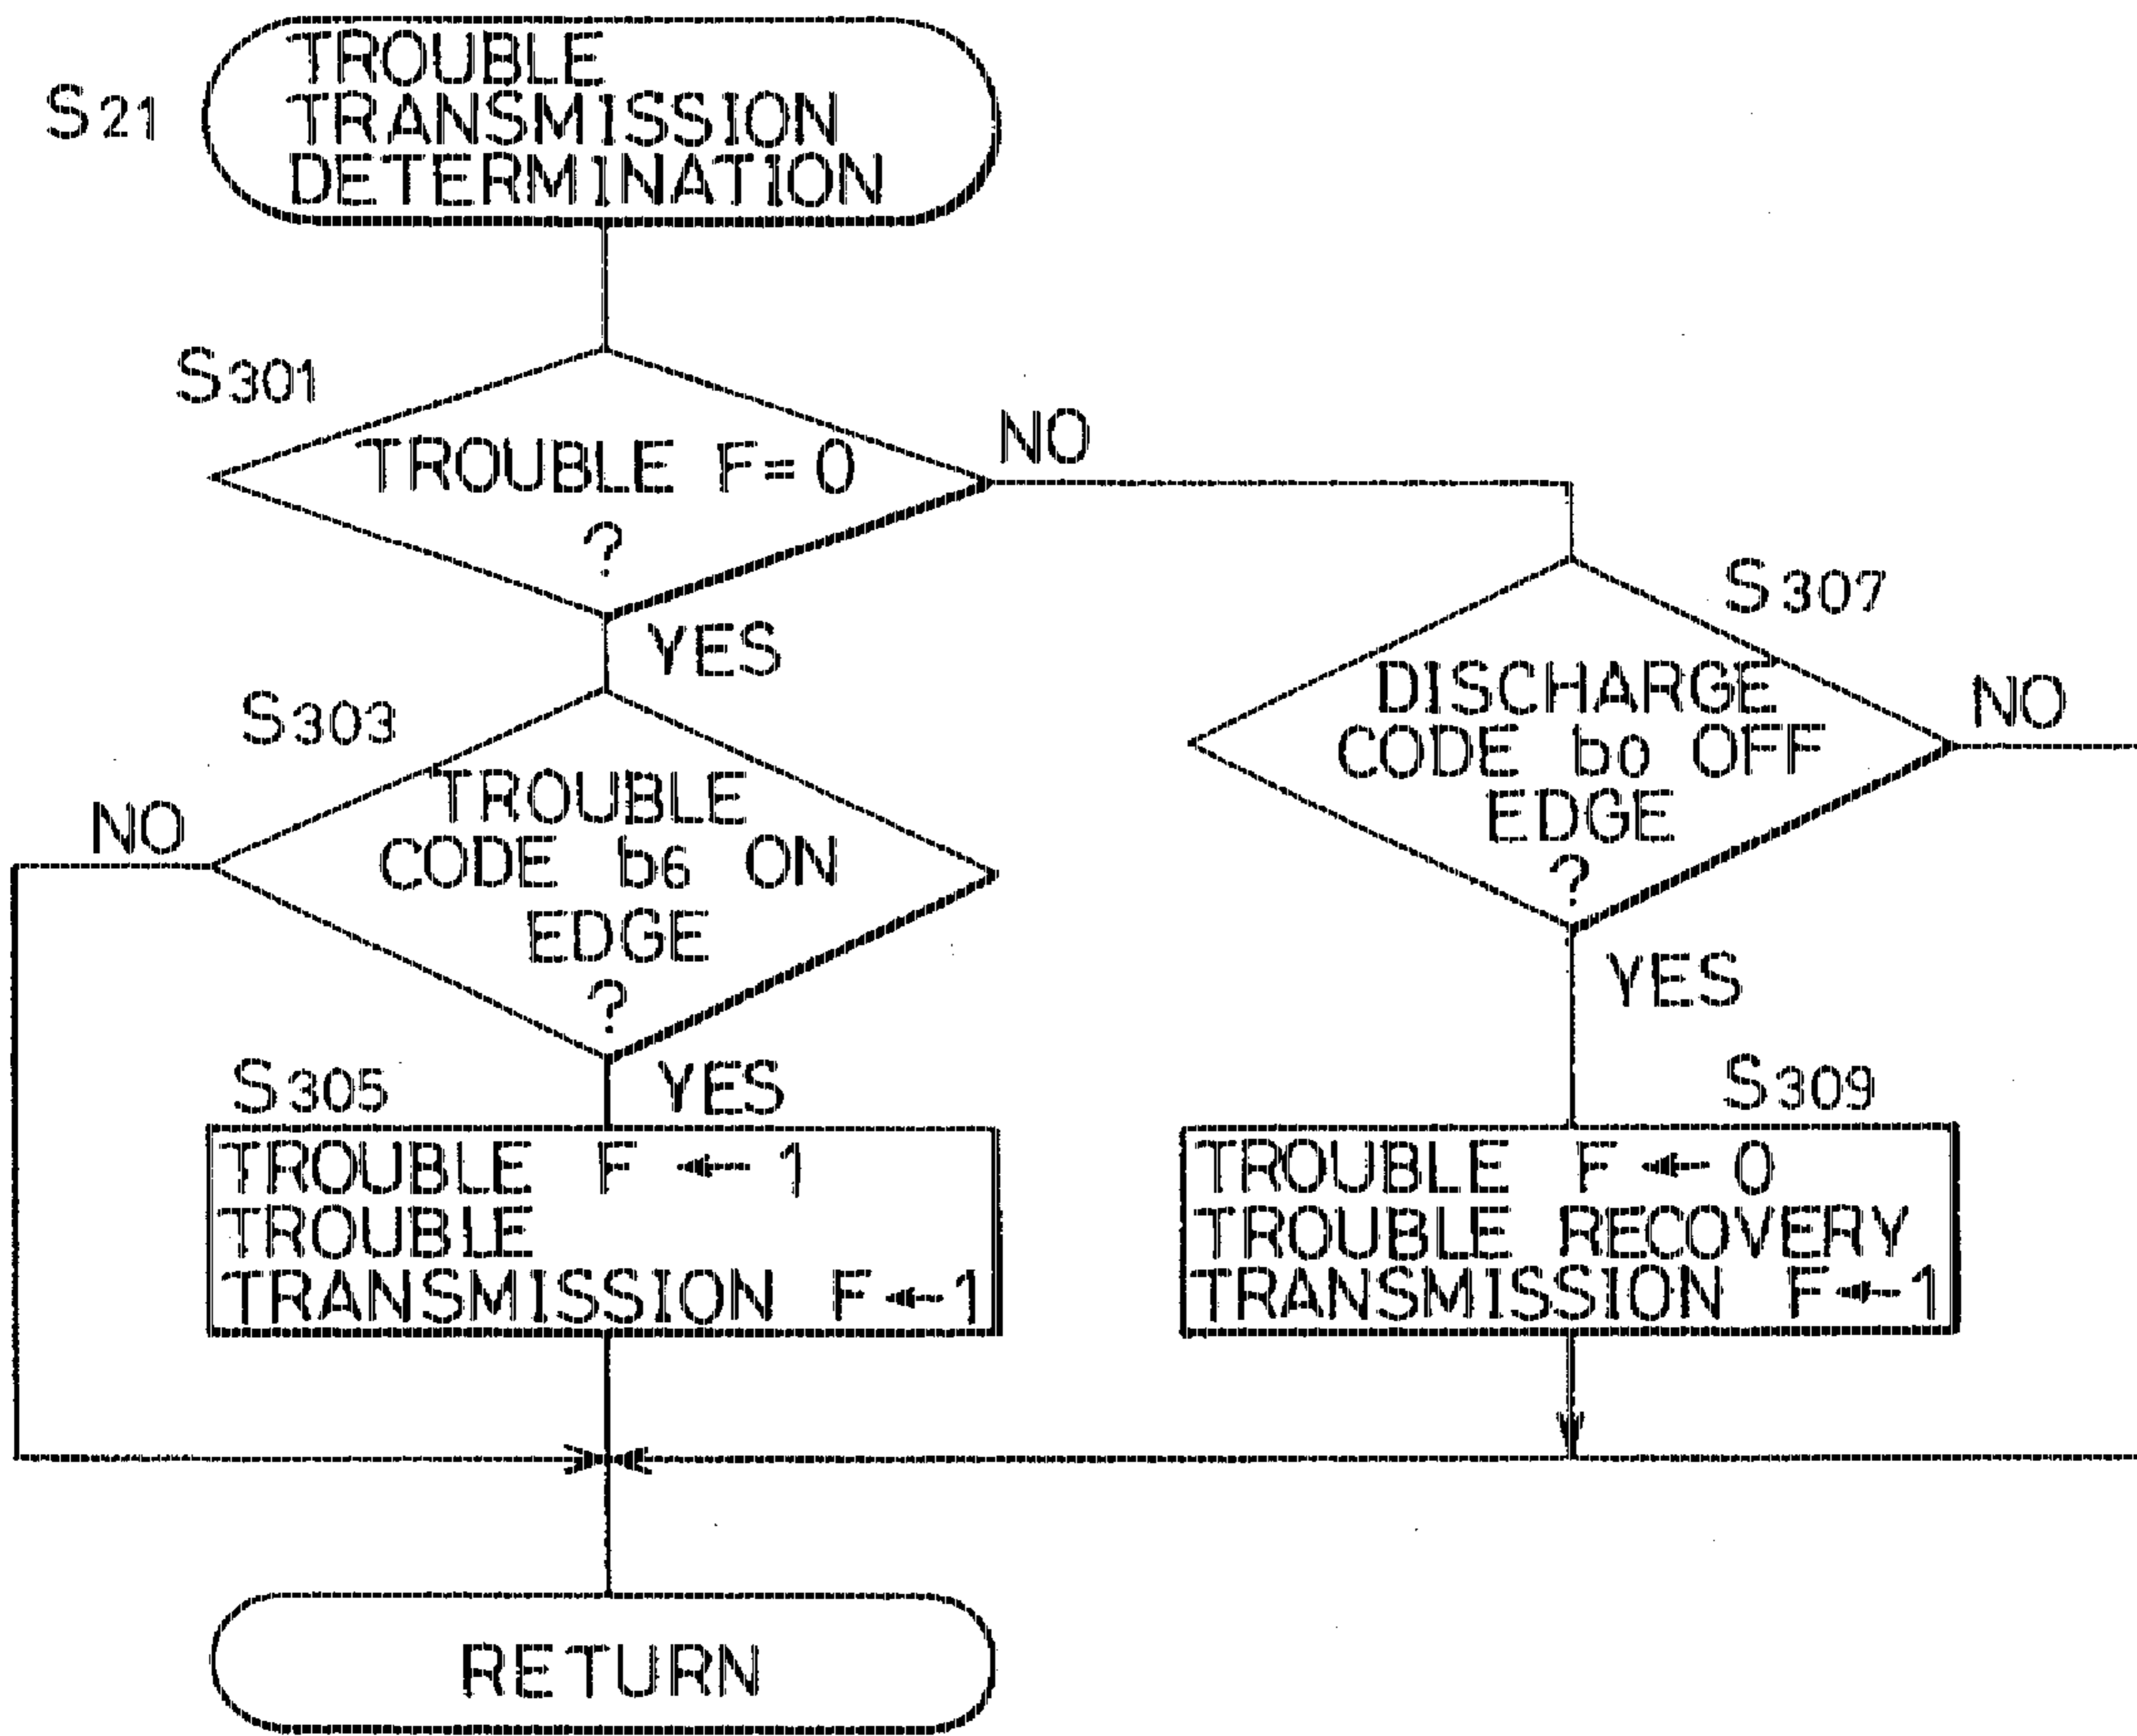 S21
TROUBLE
TRANSMISSION
DETERMINATION
S301
TROUBLE F=0
?
NO
YES
S303
TROUBLE
CODE b6 ON
EDGE
?
NO
YES
S305
TROUBLE F ← 1
TROUBLE
TRANSMISSION F←1
S307
DISCHARGE
CODE b0 OFF
EDGE
?
NO
YES
S309
TROUBLE F ← 0
TROUBLE RECOVERY
TRANSMISSION F←1
RETURN